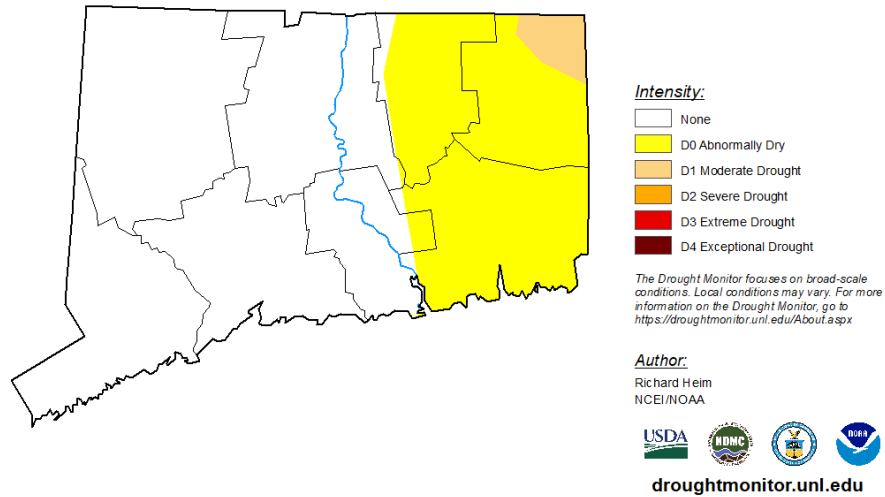 Intensity:
None
D0 Abnormally Dry
D1 Moderate Drought
D2 Severe Drought
D3 Extreme Drought
D4 Exceptional Drought
The Drought Monitor focuses on broad-scale
conditions. Local conditions may vary. For more
information on the Drought Monitor, go to
https://droughtmonitor.unl.edu/About.aspx
Author:
Richard Heim
NCEI/NOAA
USDA
NDMC
NOAA
droughtmonitor.unl.edu